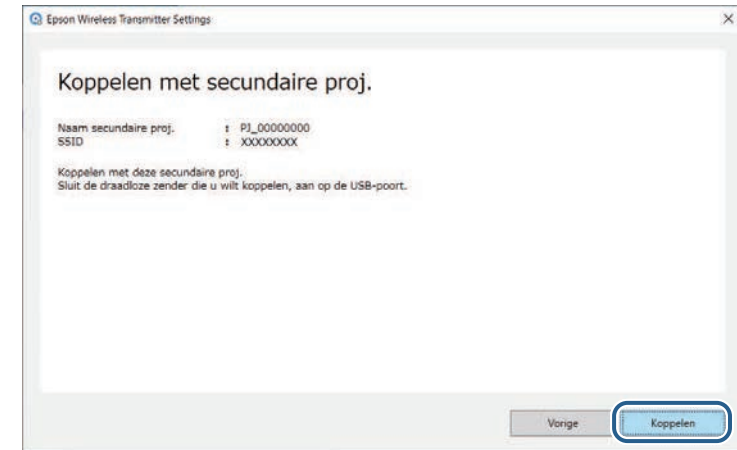 Epson Wireless Transmitter Settings
Koppelen met secundaire proj.
Naam secundaire proj. : PJ_00000000
SSID : XXXXXXXX
Koppelen met deze secundaire proj.
Sluit de draadloze zender die u wilt koppelen, aan op de USB-poort.
Vorige Koppelen